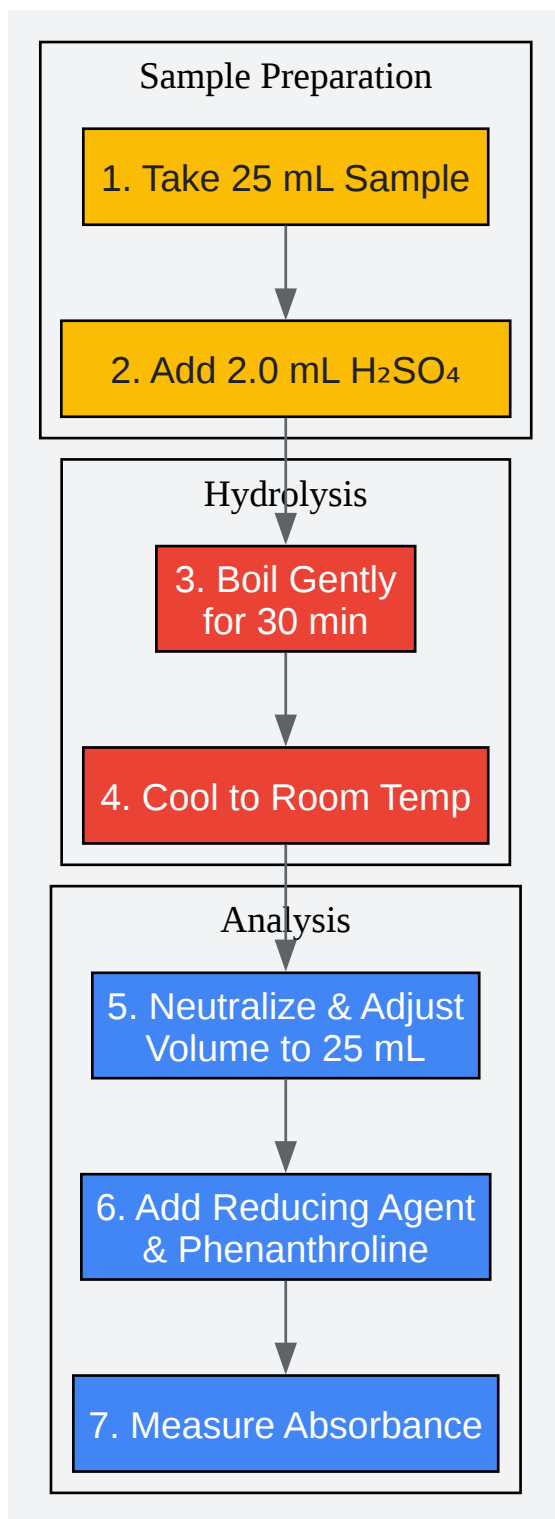 Sample Preparation
1. Take 25 mL Sample
2. Add 2.0 mL H₂SO₄
Hydrolysis
3. Boil Gently
for 30 min
4. Cool to Room Temp
Analysis
5. Neutralize & Adjust
Volume to 25 mL
6. Add Reducing Agent
& Phenanthroline
7. Measure Absorbance